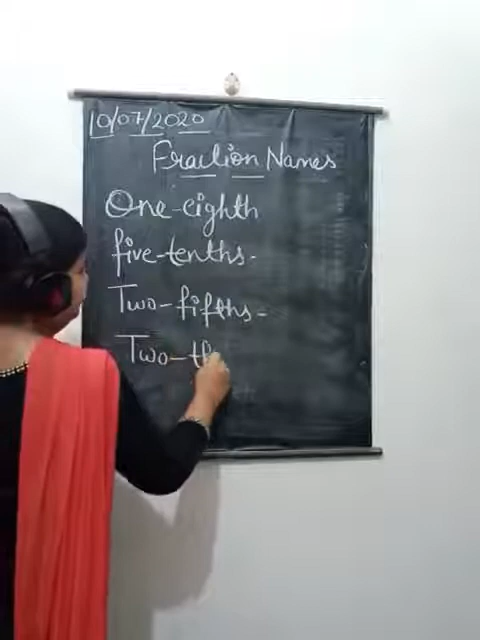 10/07/2020
Fraction Names
One-eighth
five-tenths-
Two-fifths-
Two-th